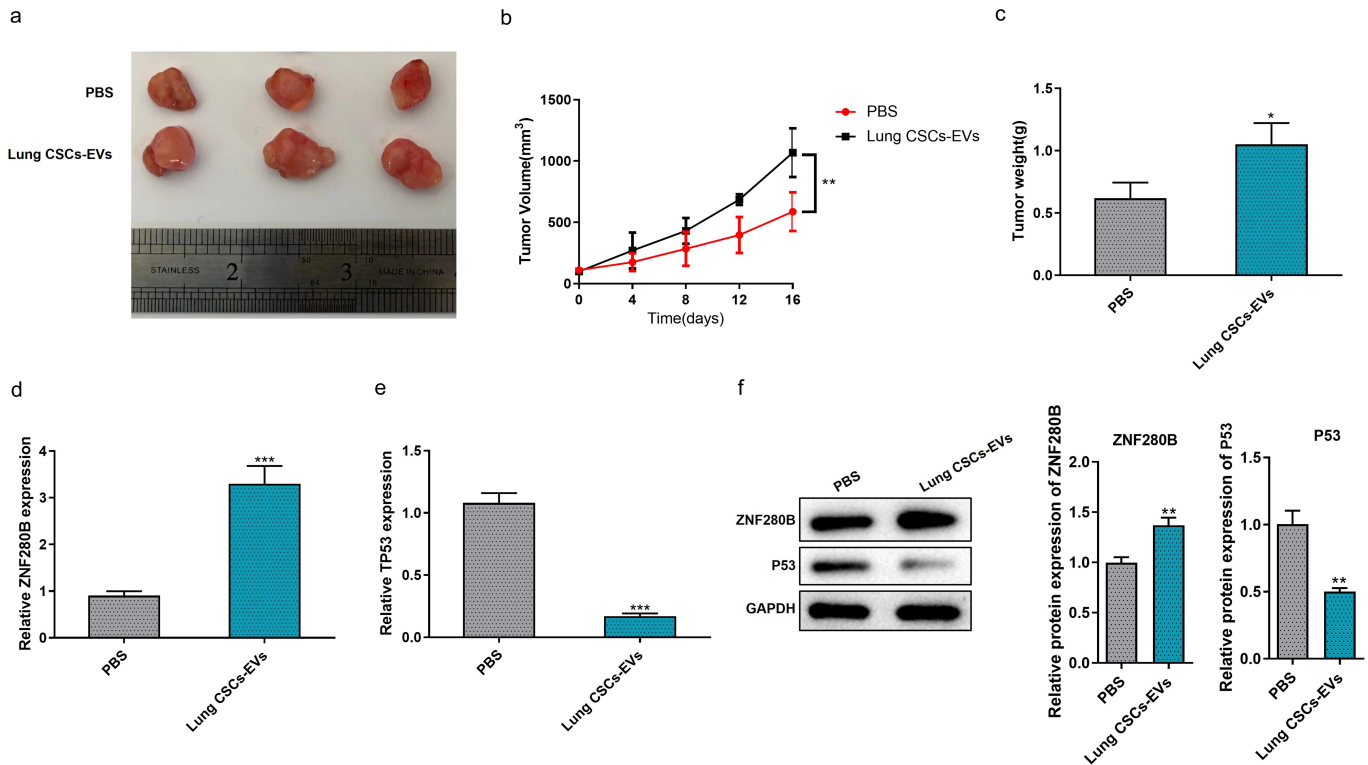 a
PBS
Lung CSCs-EVs
STAINLESS 2 3 MADE IN CHINA
90 10
64 16
b
Tumor Volume(mm³)
1500
1000
500
0
0 4 8 12 16
Time(days)
PBS
Lung CSCs-EVs
**
c
Tumor weight(g)
1.5
1.0
0.5
0.0
*
PBS
Lung CSCs-EVs
d
Relative ZNF280B expression
4
3
2
1
0
***
PBS
Lung CSCs-EVs
e
Relative TP53 expression
1.5
1.0
0.5
0.0
***
PBS
Lung CSCs-EVs
f
PBS
Lung CSCs-EVs
ZNF280B
P53
GAPDH
Relative protein expression of ZNF280B
ZNF280B
2.0
1.5
1.0
0.5
0.0
**
PBS
Lung CSCs-EVs
Relative protein expression of P53
P53
1.5
1.0
0.5
0.0
**
PBS
Lung CSCs-EVs